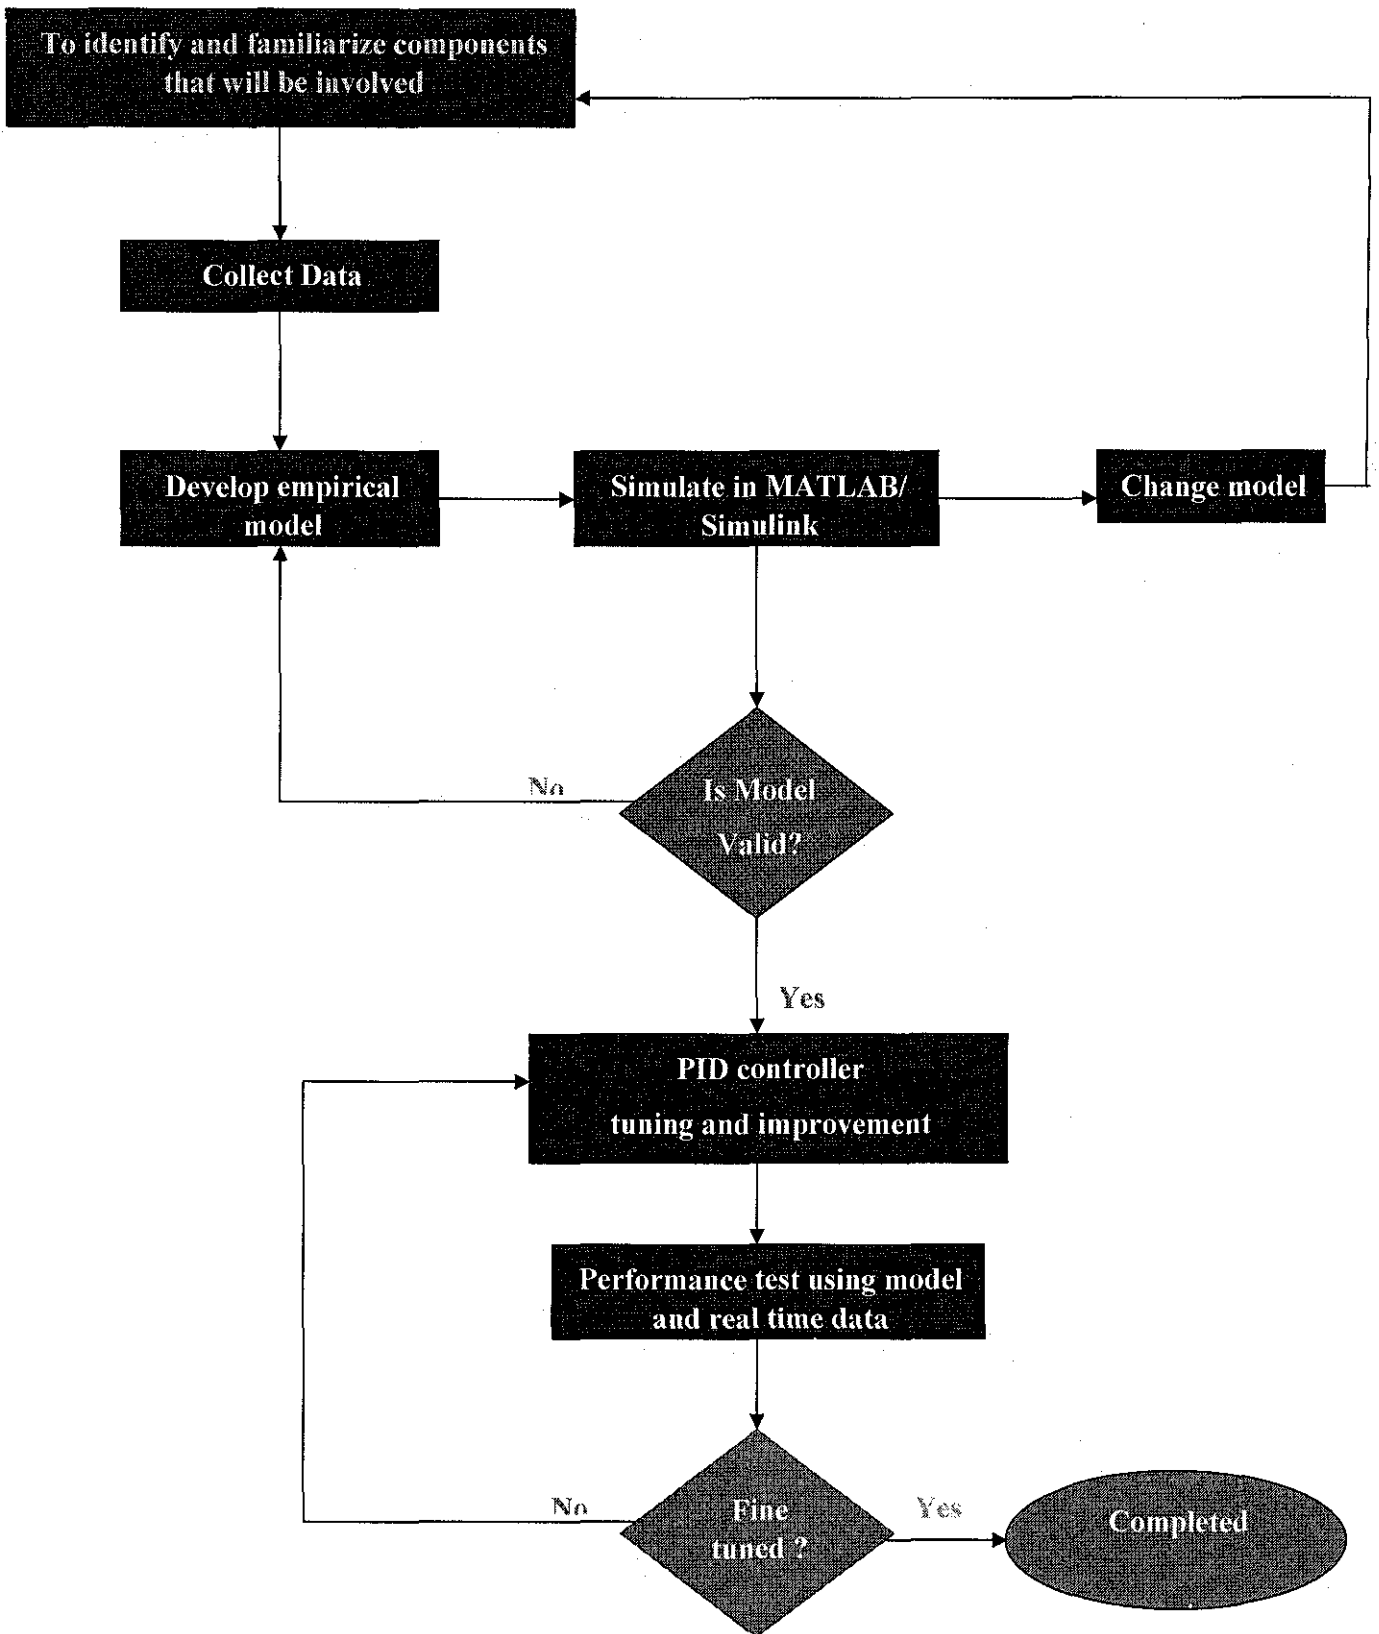 To identify and familiarize components
that will be involved
Collect Data
Develop empirical
model
Simulate in MATLAB/
Simulink
Change model
No
Is Model
Valid?
Yes
PID controller
tuning and improvement
Performance test using model
and real time data
No
Fine
tuned ?
Yes
Completed